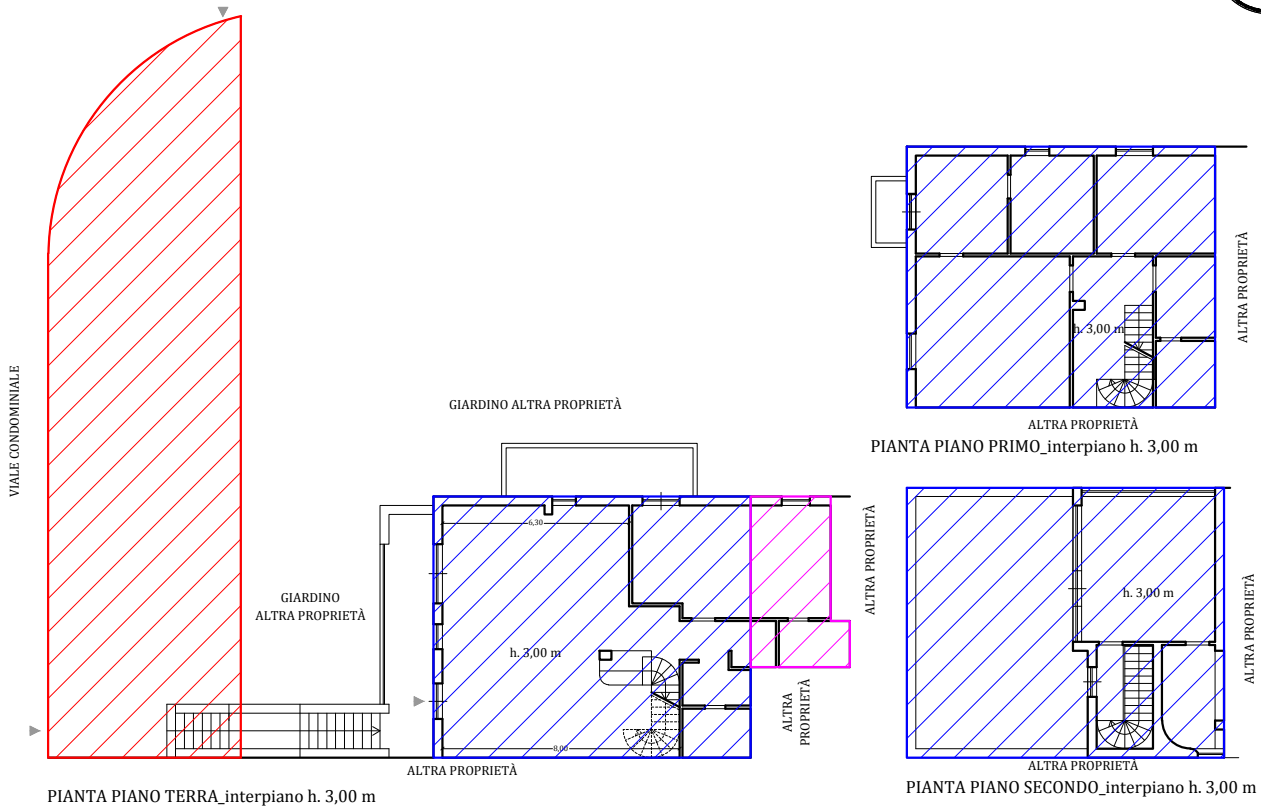 VIALE CONDOMINIALE
GIARDINO
ALTRA PROPRIETÀ
GIARDINO ALTRA PROPRIETÀ
6,30
h. 3,00 m
8,00
ALTRA PROPRIETÀ
ALTRA
PROPRIETÀ
ALTRA PROPRIETÀ
PIANTA PIANO TERRA_interpiano h. 3,00 m
h. 3,00 m
ALTRA PROPRIETÀ
ALTRA PROPRIETÀ
PIANTA PIANO PRIMO_interpiano h. 3,00 m
h. 3,00 m
ALTRA PROPRIETÀ
ALTRA PROPRIETÀ
PIANTA PIANO SECONDO_interpiano h. 3,00 m